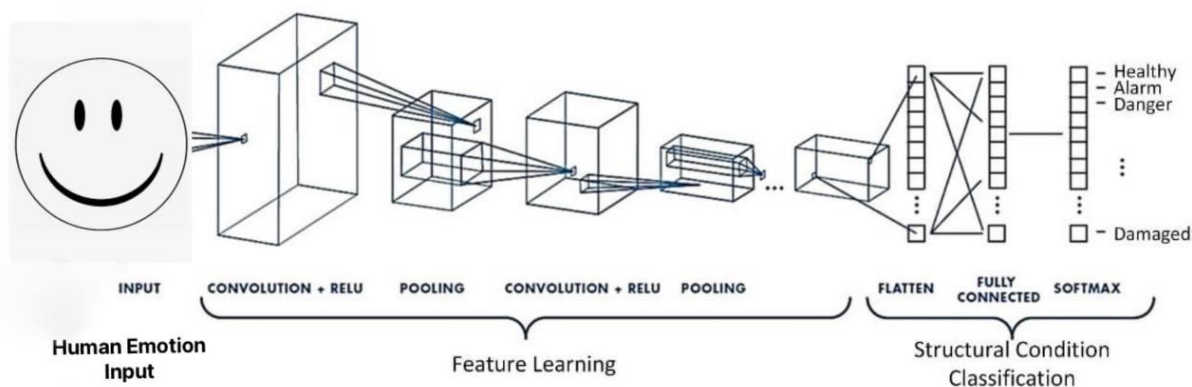 Healthy
Alarm
Danger
Damaged
INPUT
CONVOLUTION + RELU
POOLING
CONVOLUTION + RELU
POOLING
FLATTEN
FULLY
CONNECTED
SOFTMAX
Human Emotion
Input
Feature Learning
Structural Condition
Classification